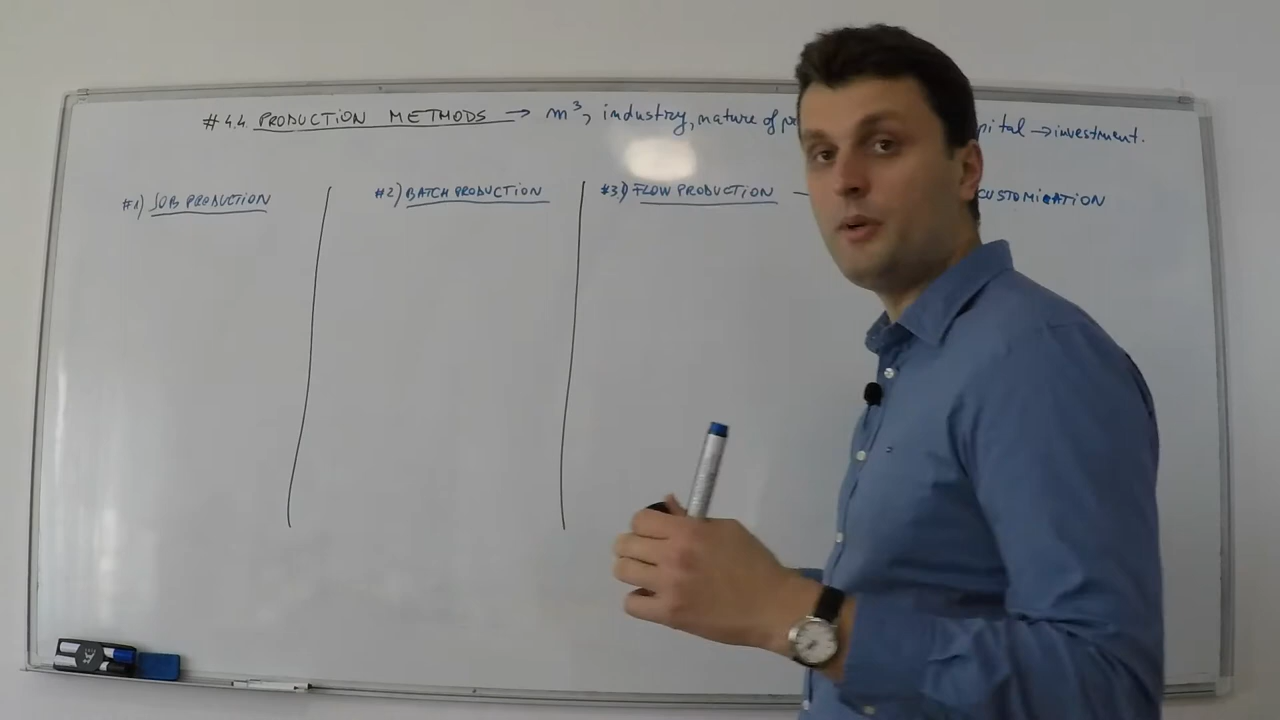 #4.4. PRODUCTION METHODS → m³, industry, nature of pital → investment.
#1) JOB PRODUCTION
#2) BATCH PRODUCTION
#3) FLOW PRODUCTION — CUSTOMISATION